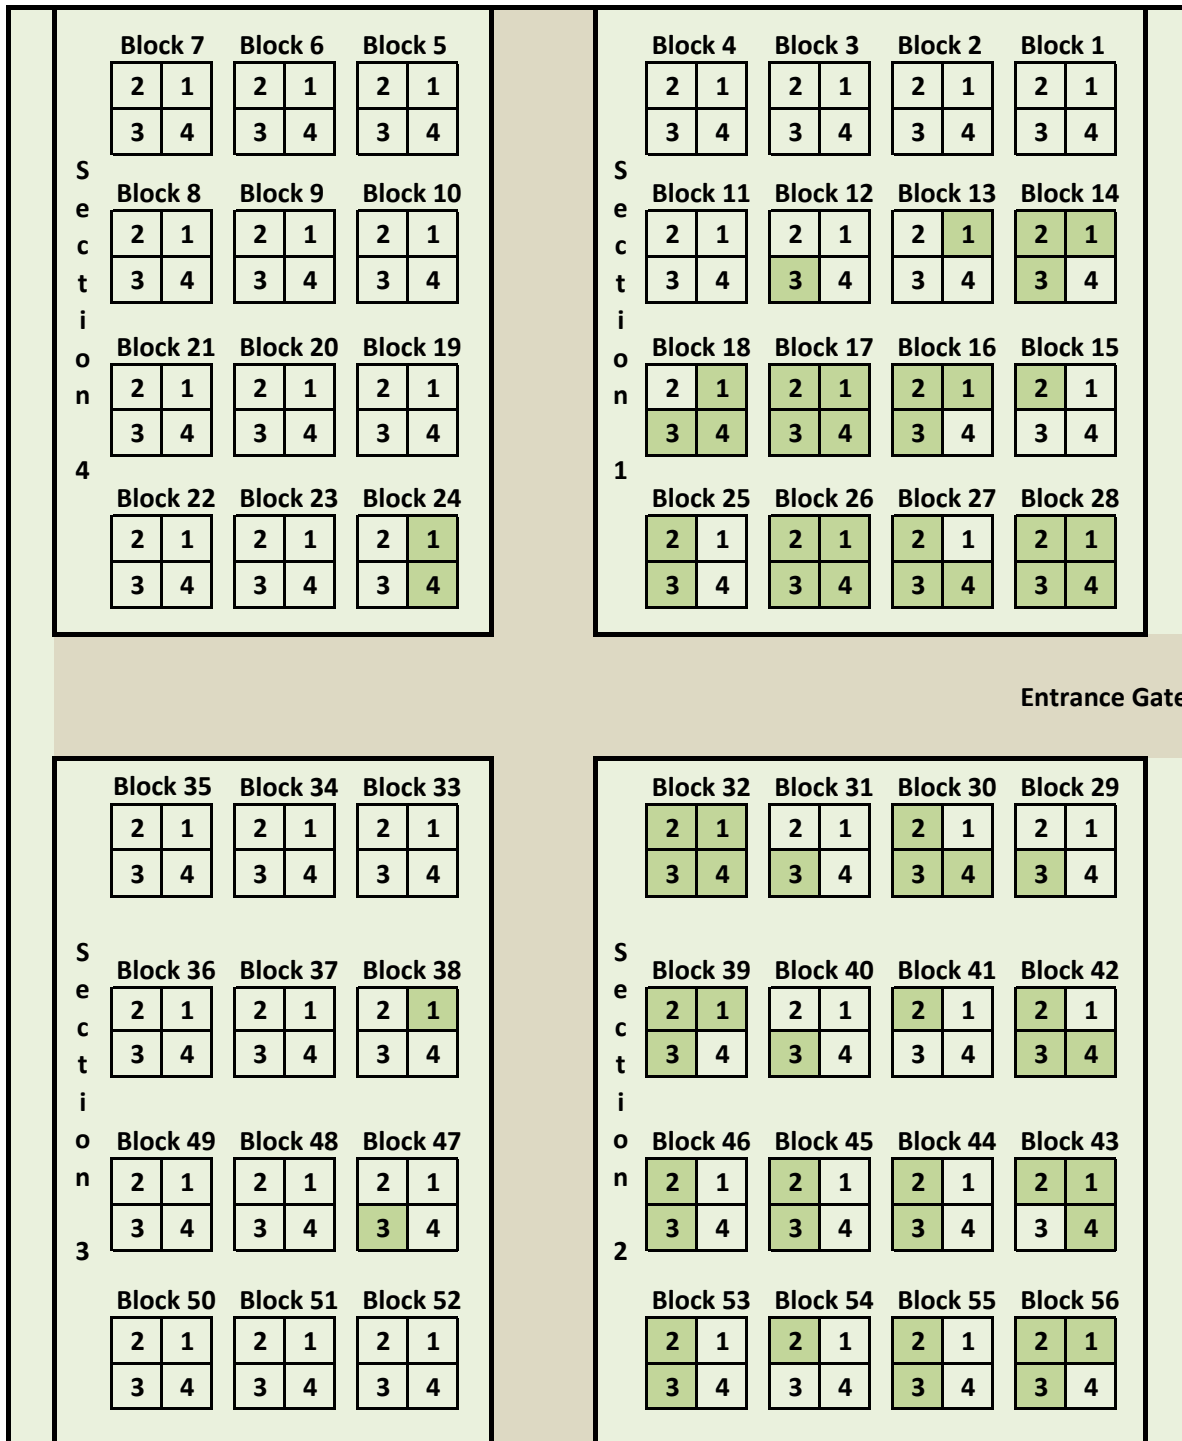 Block 7 Block 6 Block 5 Block 4 Block 3 Block 2 Block 1
2 1 2 1 2 1 2 1 2 1 2 1 2 1
3 4 3 4 3 4 3 4 3 4 3 4 3 4
Section 4
Section 1
Block 8 Block 9 Block 10 Block 11 Block 12 Block 13 Block 14
2 1 2 1 2 1 2 1 2 1 2 1 2 1
3 4 3 4 3 4 3 4 3 4 3 4 3 4
Block 21 Block 20 Block 19 Block 18 Block 17 Block 16 Block 15
2 1 2 1 2 1 2 1 2 1 2 1 2 1
3 4 3 4 3 4 3 4 3 4 3 4 3 4
Block 22 Block 23 Block 24 Block 25 Block 26 Block 27 Block 28
2 1 2 1 2 1 2 1 2 1 2 1 2 1
3 4 3 4 3 4 3 4 3 4 3 4 3 4
Entrance Gate
Block 35 Block 34 Block 33 Block 32 Block 31 Block 30 Block 29
2 1 2 1 2 1 2 1 2 1 2 1 2 1
3 4 3 4 3 4 3 4 3 4 3 4 3 4
Section 3
Section 2
Block 36 Block 37 Block 38 Block 39 Block 40 Block 41 Block 42
2 1 2 1 2 1 2 1 2 1 2 1 2 1
3 4 3 4 3 4 3 4 3 4 3 4 3 4
Block 49 Block 48 Block 47 Block 46 Block 45 Block 44 Block 43
2 1 2 1 2 1 2 1 2 1 2 1 2 1
3 4 3 4 3 4 3 4 3 4 3 4 3 4
Block 50 Block 51 Block 52 Block 53 Block 54 Block 55 Block 56
2 1 2 1 2 1 2 1 2 1 2 1 2 1
3 4 3 4 3 4 3 4 3 4 3 4 3 4